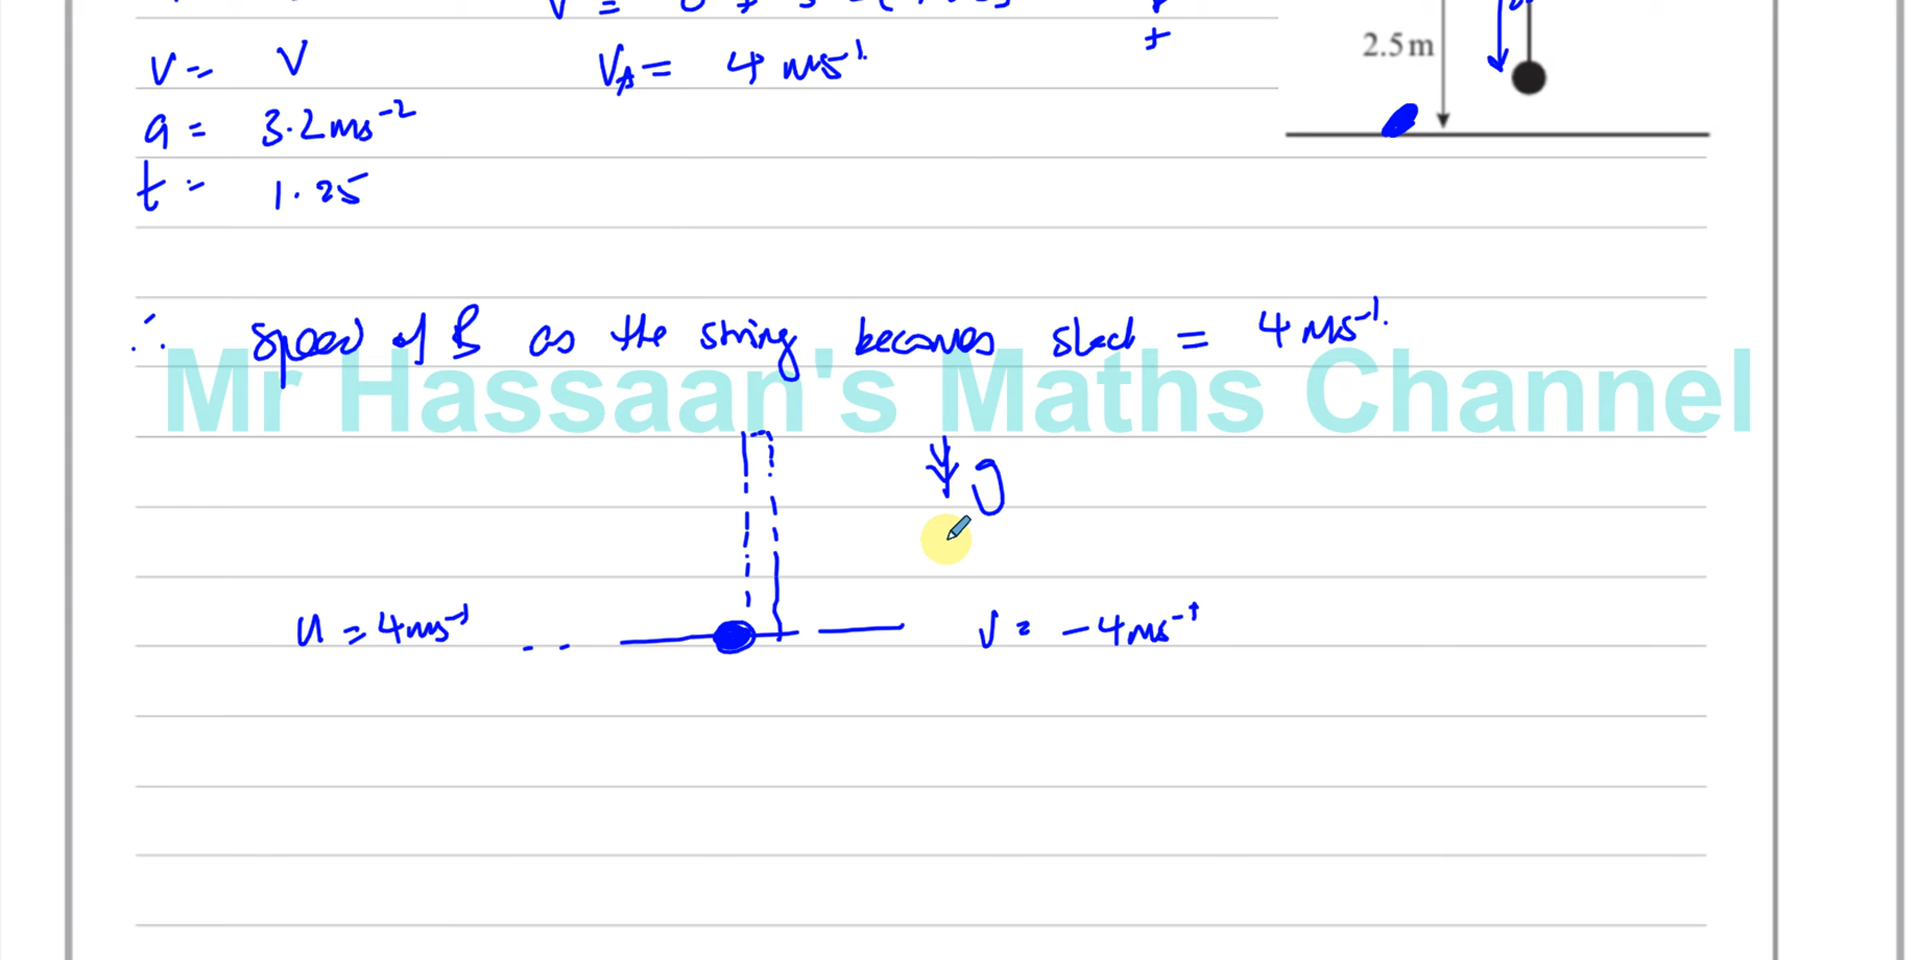 2.5 m
v = V
V_A = 4 ms⁻¹.
+
a = 3.2 ms⁻²
t = 1.25
∴ speed of B as the string becomes slack = 4 ms⁻¹.
Mr Hassaan's Maths Channel
g
u = 4 ms⁻¹
v = -4 ms⁻¹